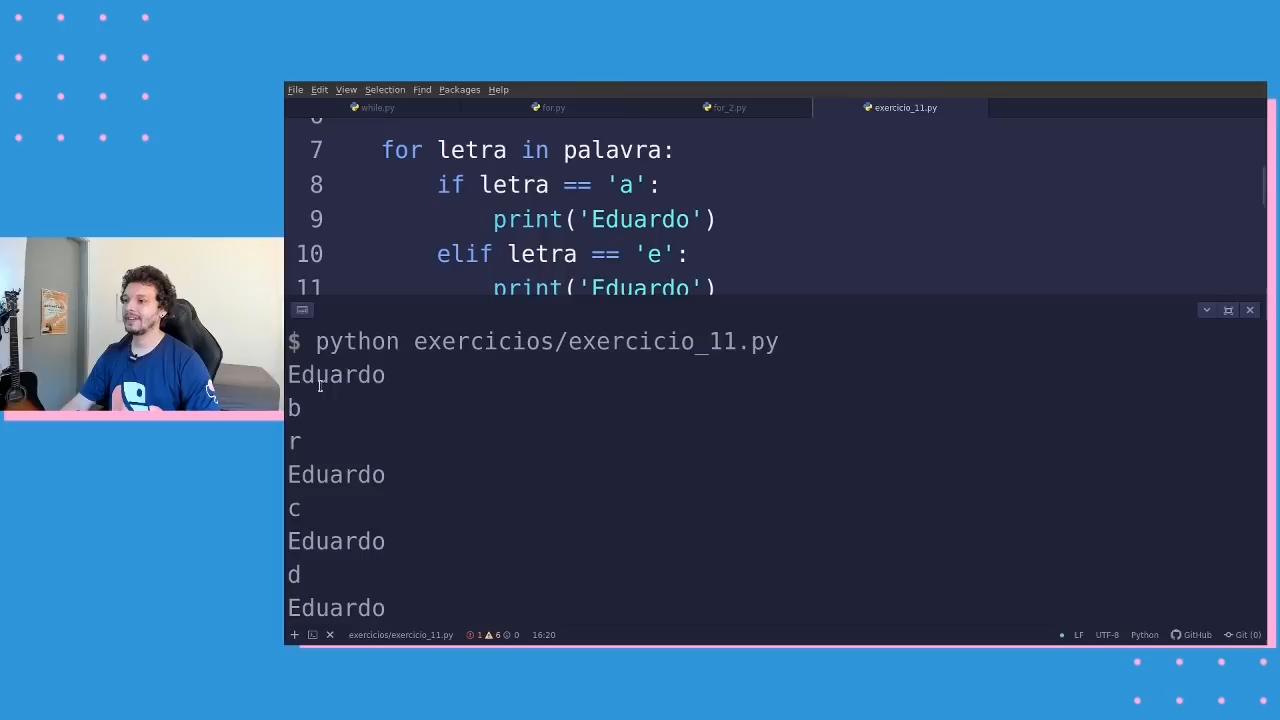 File Edit View Selection Find Packages Help
while.py for.py for_2.py exercicio_11.py
7 for letra in palavra:
8 if letra == 'a':
9 print('Eduardo')
10 elif letra == 'e':
11 print('Eduardo')
$ python exercicios/exercicio_11.py
Eduardo
b
r
Eduardo
c
Eduardo
d
Eduardo
exercicios/exercicio_11.py 1 6 0 16:20 LF UTF-8 Python GitHub Git (0)